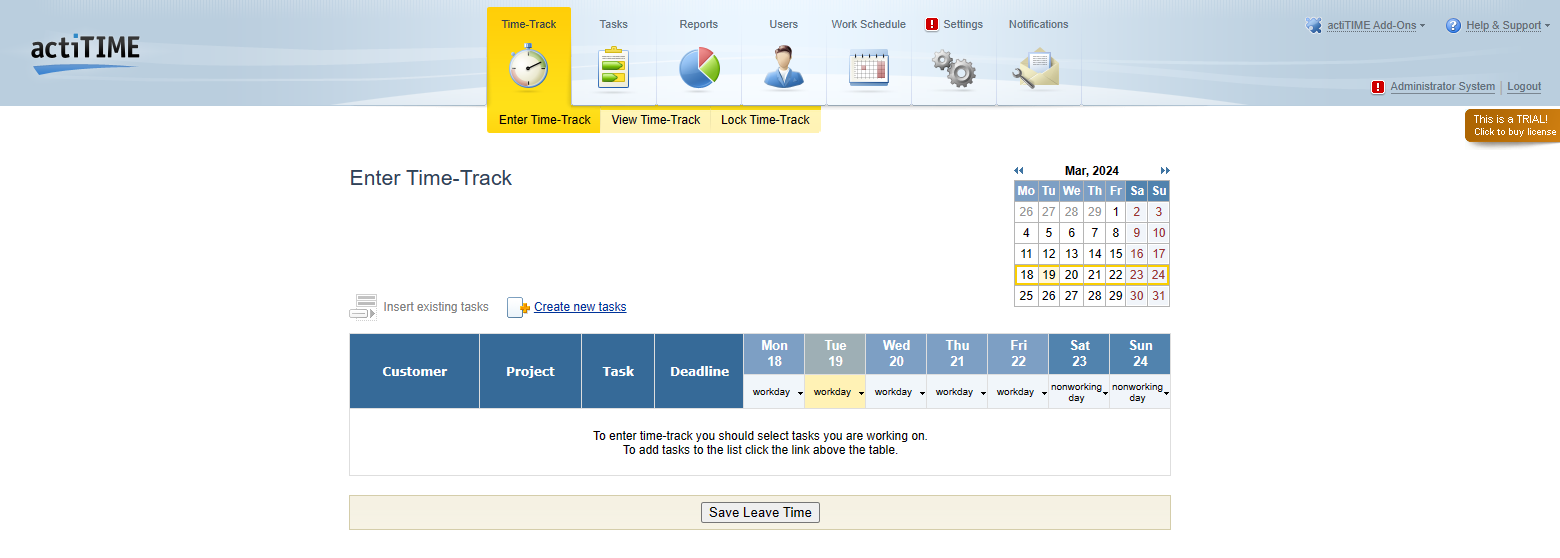 actiTIME
Time-Track
Tasks
Reports
Users
Work Schedule
! Settings
Notifications
actiTIME Add-Ons
? Help & Support
! Administrator System | Logout
Enter Time-Track
View Time-Track
Lock Time-Track
This is a TRIAL!
Click to buy license
Enter Time-Track
Mar, 2024
Mo Tu We Th Fr Sa Su
26 27 28 29 1 2 3
4 5 6 7 8 9 10
11 12 13 14 15 16 17
18 19 20 21 22 23 24
25 26 27 28 29 30 31
Insert existing tasks
Create new tasks
Customer
Project
Task
Deadline
Mon
18
Tue
19
Wed
20
Thu
21
Fri
22
Sat
23
Sun
24
workday
workday
workday
workday
workday
nonworking
day
nonworking
day
To enter time-track you should select tasks you are working on.
To add tasks to the list click the link above the table.
Save Leave Time